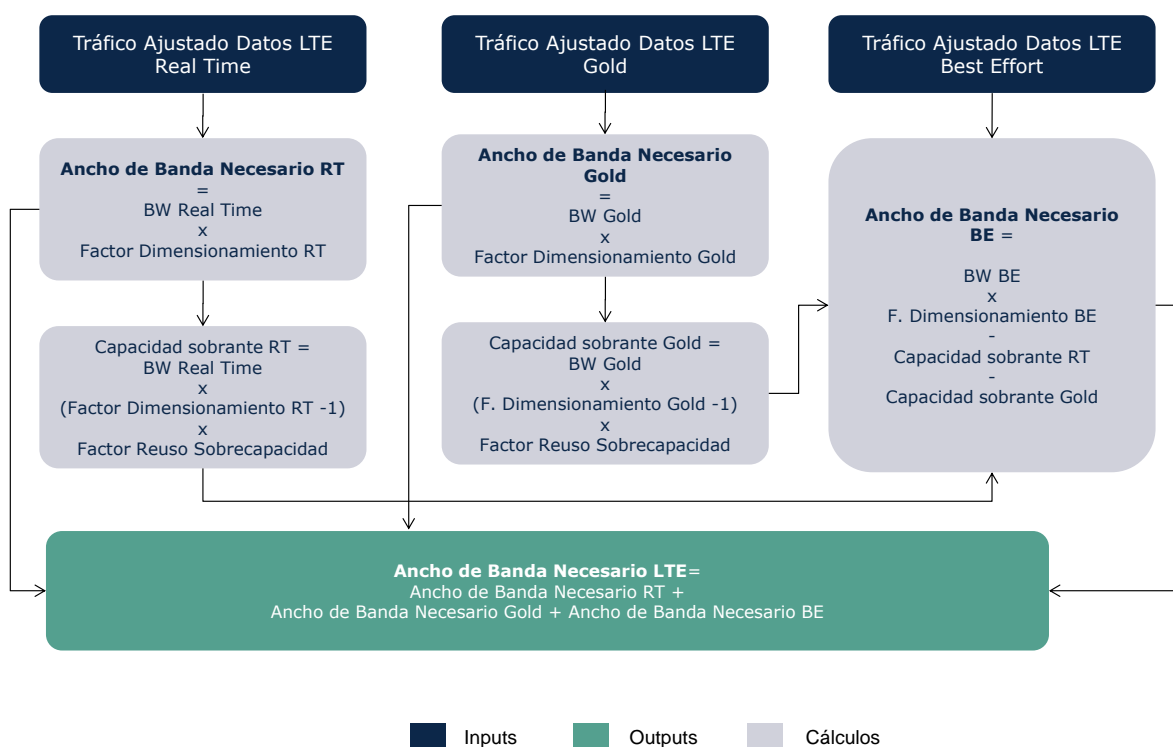 Tráfico Ajustado Datos LTE
Real Time
Tráfico Ajustado Datos LTE
Gold
Tráfico Ajustado Datos LTE
Best Effort
Ancho de Banda Necesario RT
=
BW Real Time
x
Factor Dimensionamiento RT
Ancho de Banda Necesario
Gold
=
BW Gold
x
Factor Dimensionamiento Gold
Ancho de Banda Necesario
BE =
BW BE
x
F. Dimensionamiento BE
-
Capacidad sobrante RT
-
Capacidad sobrante Gold
Capacidad sobrante RT =
BW Real Time
x
(Factor Dimensionamiento RT -1)
x
Factor Reuso Sobrecapacidad
Capacidad sobrante Gold =
BW Gold
x
(F. Dimensionamiento Gold -1)
x
Factor Reuso Sobrecapacidad
Ancho de Banda Necesario LTE=
Ancho de Banda Necesario RT +
Ancho de Banda Necesario Gold + Ancho de Banda Necesario BE
Inputs
Outputs
Cálculos